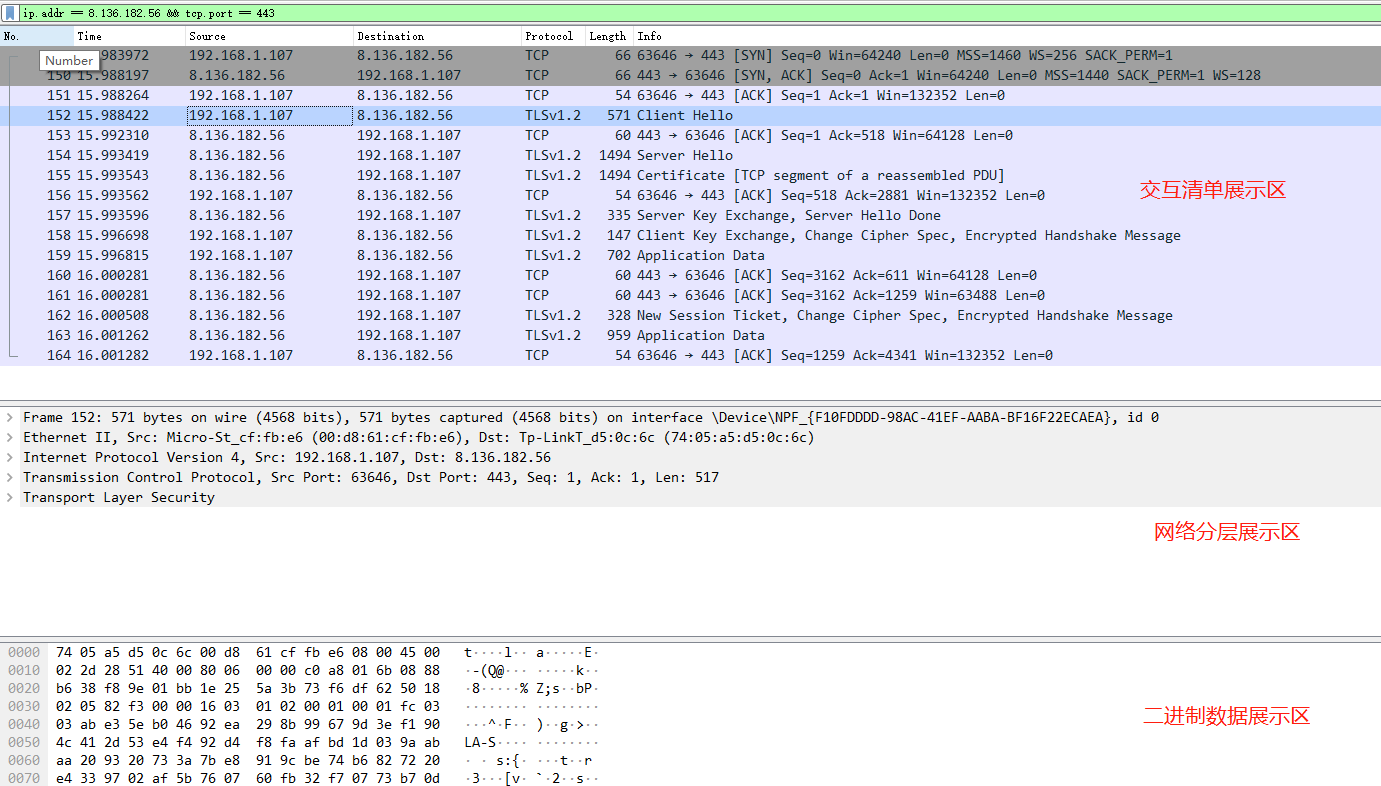 ip.addr == 8.136.182.56 && tcp.port == 443
No. Time Source Destination Protocol Length Info
Number
983972 192.168.1.107 8.136.182.56 TCP 66 63646 → 443 [SYN] Seq=0 Win=64240 Len=0 MSS=1460 WS=256 SACK_PERM=1
150 15.988197 8.136.182.56 192.168.1.107 TCP 66 443 → 63646 [SYN, ACK] Seq=0 Ack=1 Win=64240 Len=0 MSS=1440 SACK_PERM=1 WS=128
151 15.988264 192.168.1.107 8.136.182.56 TCP 54 63646 → 443 [ACK] Seq=1 Ack=1 Win=132352 Len=0
152 15.988422 192.168.1.107 8.136.182.56 TLSv1.2 571 Client Hello
153 15.992310 8.136.182.56 192.168.1.107 TCP 60 443 → 63646 [ACK] Seq=1 Ack=518 Win=64128 Len=0
154 15.993419 8.136.182.56 192.168.1.107 TLSv1.2 1494 Server Hello
155 15.993543 8.136.182.56 192.168.1.107 TLSv1.2 1494 Certificate [TCP segment of a reassembled PDU]
156 15.993562 192.168.1.107 8.136.182.56 TCP 54 63646 → 443 [ACK] Seq=518 Ack=2881 Win=132352 Len=0
交互清单展示区
157 15.993596 8.136.182.56 192.168.1.107 TLSv1.2 335 Server Key Exchange, Server Hello Done
158 15.996698 192.168.1.107 8.136.182.56 TLSv1.2 147 Client Key Exchange, Change Cipher Spec, Encrypted Handshake Message
159 15.996815 192.168.1.107 8.136.182.56 TLSv1.2 702 Application Data
160 16.000281 8.136.182.56 192.168.1.107 TCP 60 443 → 63646 [ACK] Seq=3162 Ack=611 Win=64128 Len=0
161 16.000281 8.136.182.56 192.168.1.107 TCP 60 443 → 63646 [ACK] Seq=3162 Ack=1259 Win=63488 Len=0
162 16.000508 8.136.182.56 192.168.1.107 TLSv1.2 328 New Session Ticket, Change Cipher Spec, Encrypted Handshake Message
163 16.001262 8.136.182.56 192.168.1.107 TLSv1.2 959 Application Data
164 16.001282 192.168.1.107 8.136.182.56 TCP 54 63646 → 443 [ACK] Seq=1259 Ack=4341 Win=132352 Len=0
Frame 152: 571 bytes on wire (4568 bits), 571 bytes captured (4568 bits) on interface \Device\NPF_{F10FDDDD-98AC-41EF-AABA-BF16F22ECAEA}, id 0
Ethernet II, Src: Micro-St_cf:fb:e6 (00:d8:61:cf:fb:e6), Dst: Tp-LinkT_d5:0c:6c (74:05:a5:d5:0c:6c)
Internet Protocol Version 4, Src: 192.168.1.107, Dst: 8.136.182.56
Transmission Control Protocol, Src Port: 63646, Dst Port: 443, Seq: 1, Ack: 1, Len: 517
Transport Layer Security
网络分层展示区
0000 74 05 a5 d5 0c 6c 00 d8 61 cf fb e6 08 00 45 00 t····l·· a·····E·
0010 02 2d 28 51 40 00 80 06 00 00 c0 a8 01 6b 08 88 ·-(Q@··· ·····k··
0020 b6 38 f8 9e 01 bb 1e 25 5a 3b 73 f6 df 62 50 18 ·8·····% Z;s··bP·
0030 02 05 82 f3 00 00 16 03 01 02 00 01 00 01 fc 03 ········ ········
0040 03 ab e3 5e b0 46 92 ea 29 8b 99 67 9d 3e f1 90 ···^·F·· )··g·>··
二进制数据展示区
0050 4c 41 2d 53 e4 f4 92 d4 f8 fa af bd 1d 03 9a ab LA-S···· ········
0060 aa 20 93 20 73 3a 7b e8 91 9c be 74 b6 82 72 20 · · s:{· ···t··r
0070 e4 33 97 02 af 5b 76 07 60 fb 32 f7 07 73 b7 0d ·3···[v· `·2··s··